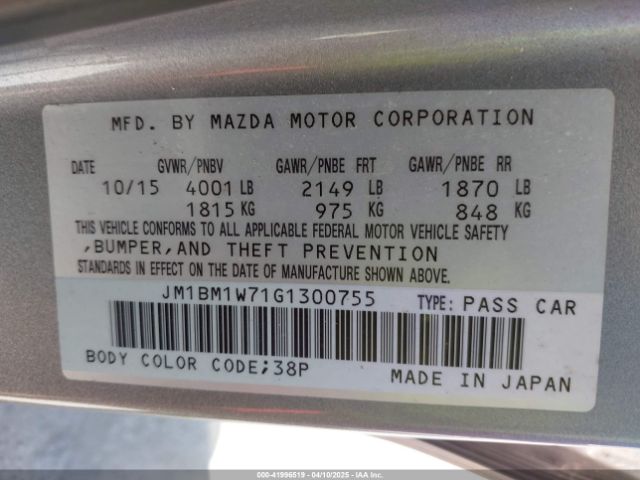 MFD. BY MAZDA MOTOR CORPORATION
DATE GVWR/PNBV GAWR/PNBE FRT GAWR/PNBE RR
10/15 4001 LB 2149 LB 1870 LB
1815 KG 975 KG 848 KG
THIS VEHICLE CONFORMS TO ALL APPLICABLE FEDERAL MOTOR VEHICLE SAFETY
,BUMPER,AND THEFT PREVENTION
STANDARDS IN EFFECT ON THE DATE OF MANUFACTURE SHOWN ABOVE.
JM1BM1W71G1300755 TYPE: PASS CAR
BODY COLOR CODE;38P
MADE IN JAPAN
000-41996519 - 04/10/2025 - IAA Inc.